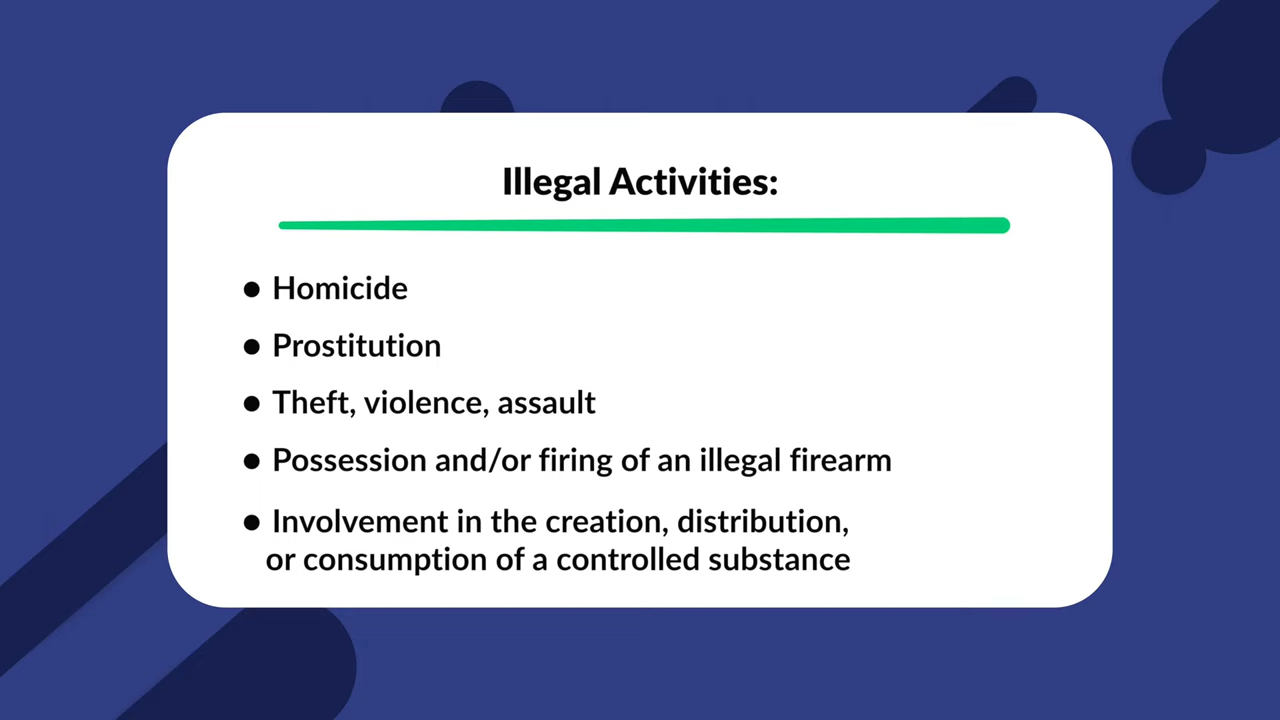 Illegal Activities:
● Homicide
● Prostitution
● Theft, violence, assault
● Possession and/or firing of an illegal firearm
● Involvement in the creation, distribution,
or consumption of a controlled substance